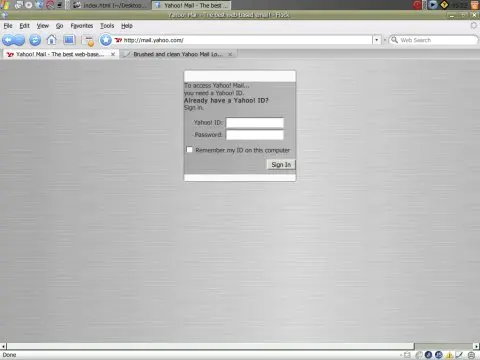 index.html (~/Desktop...
Yahoo! Mail - The best ...
Yahoo! Mail - The best web-based email! - Flock
File Edit View Go Favorites Tools Help
http://mail.yahoo.com/
Web Search
Yahoo! Mail - The best web-base...
Brushed and clean Yahoo Mail Lo...
To access Yahoo! Mail...
you need a Yahoo! ID.
Already have a Yahoo! ID?
Sign in.
Yahoo! ID:
Password:
Remember my ID on this computer
Sign In
Done